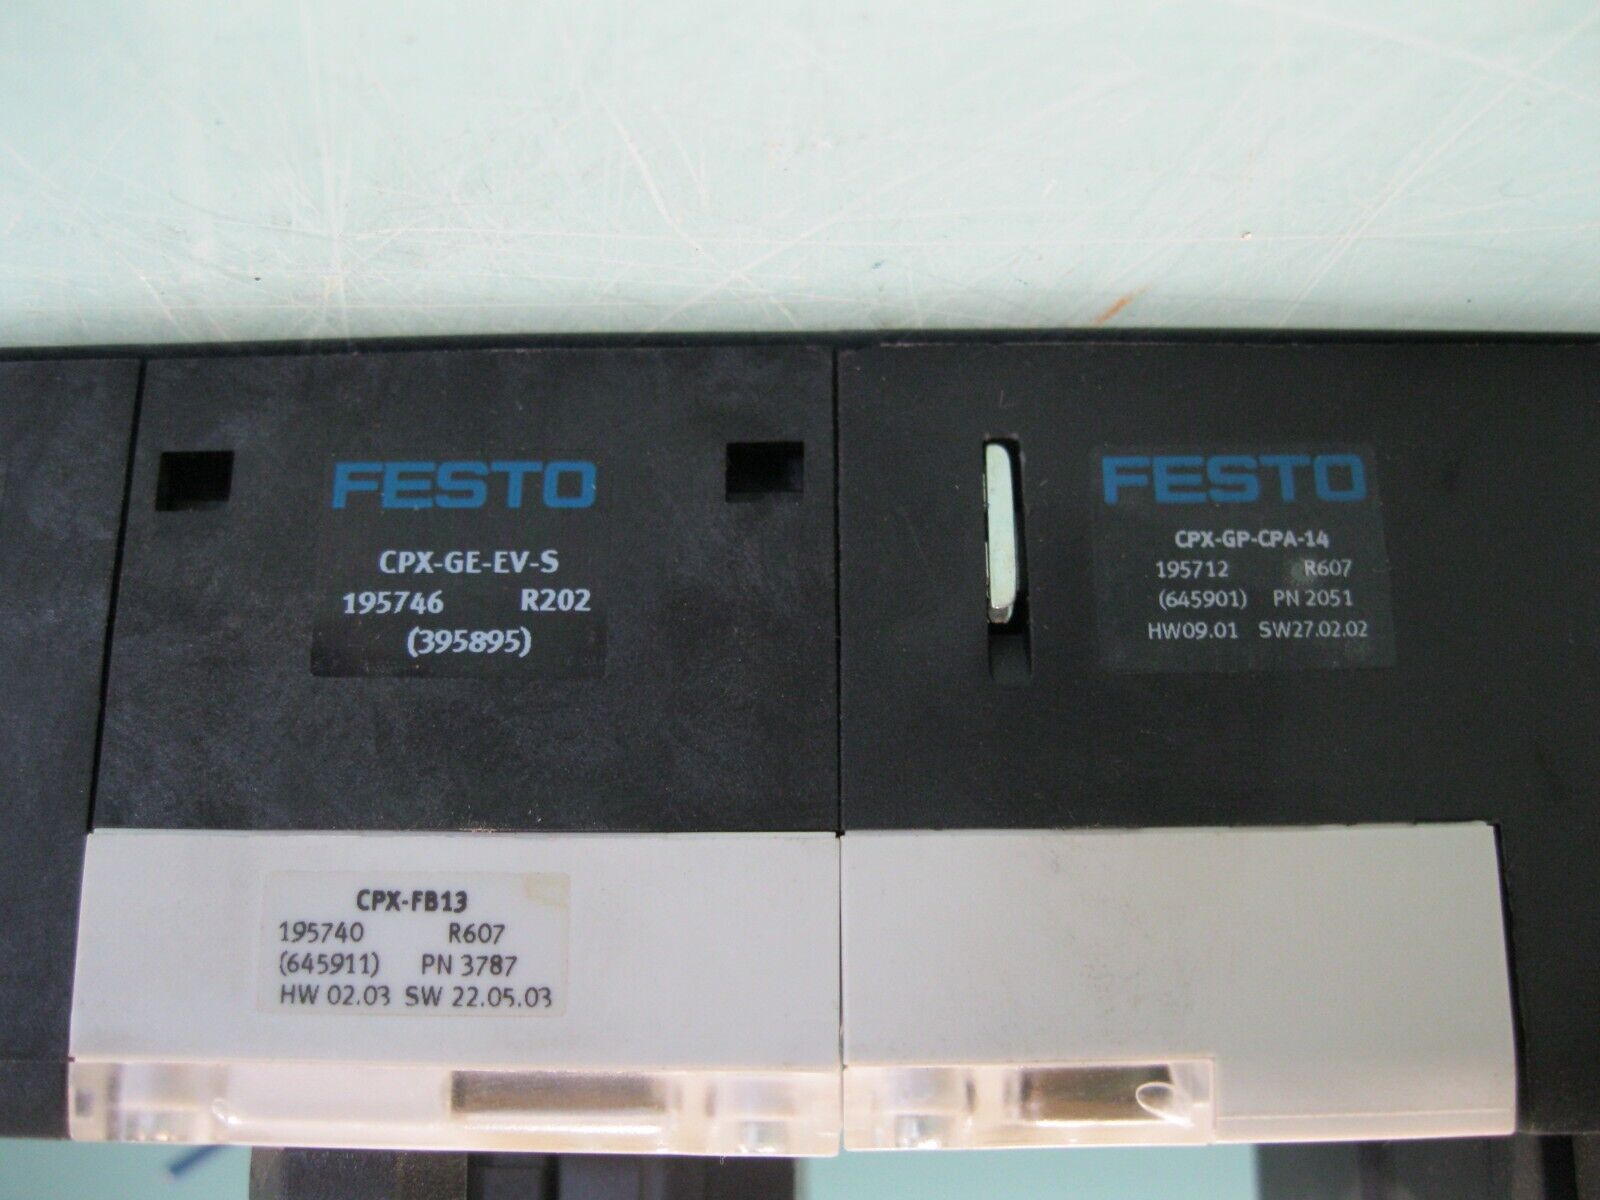 FESTO
CPX-GE-EV-S
195746 R202
(395895)
FESTO
CPX-GP-CPA-14
195712 R607
(645901) PN 2051
HW09.01 SW27.02.02
CPX-FB13
195740 R607
(645911) PN 3787
HW 02.03 SW 22.05.03